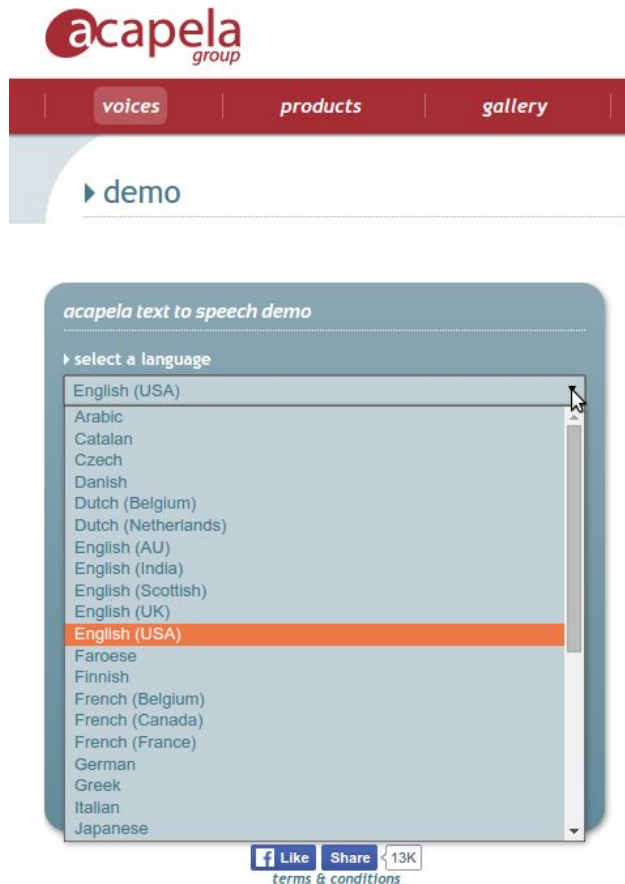 acapela
group
voices products gallery
demo
acapela text to speech demo
select a language
English (USA)
Arabic
Catalan
Czech
Danish
Dutch (Belgium)
Dutch (Netherlands)
English (AU)
English (India)
English (Scottish)
English (UK)
English (USA)
Faroese
Finnish
French (Belgium)
French (Canada)
French (France)
German
Greek
Italian
Japanese
Like Share 13K
terms & conditions